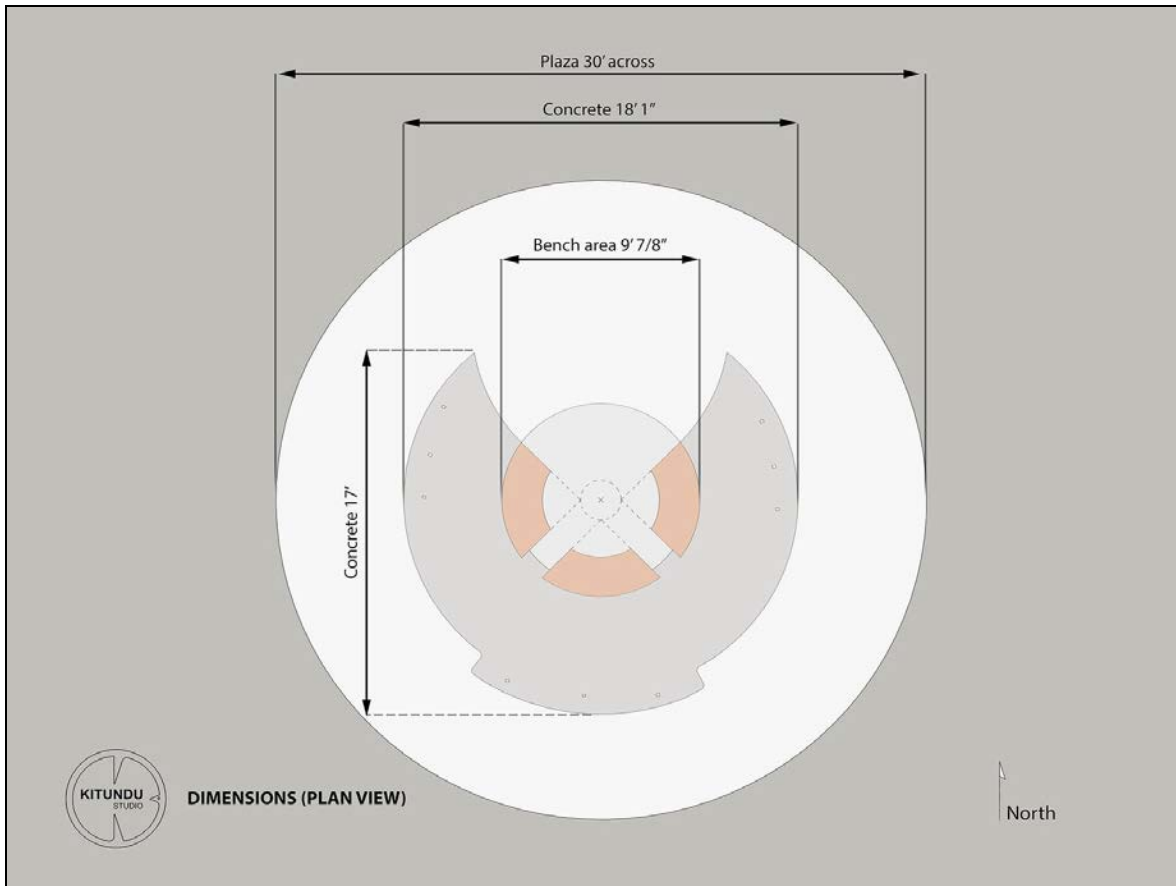 Plaza 30’ across
Concrete 18’ 1”
Bench area 9’ 7/8”
Concrete 17’
KITUNDU
STUDIO
DIMENSIONS (PLAN VIEW)
North